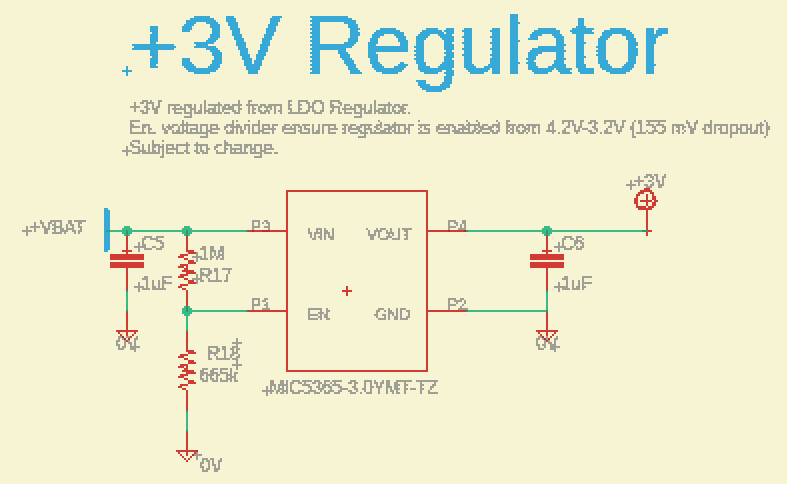 +3V Regulator
+3V regulated from LDO Regulator.
En. voltage divider ensure regulator is enabled from 4.2V-3.2V (155 mV dropout)
Subject to change.
+3V
+VBAT
P3
VIN
VOUT
P4
C5
1uF
1M
R17
C6
1uF
P1
EN
GND
P2
0V
0V
R18
665k
MIC5365-3.0YMT-TZ
0V